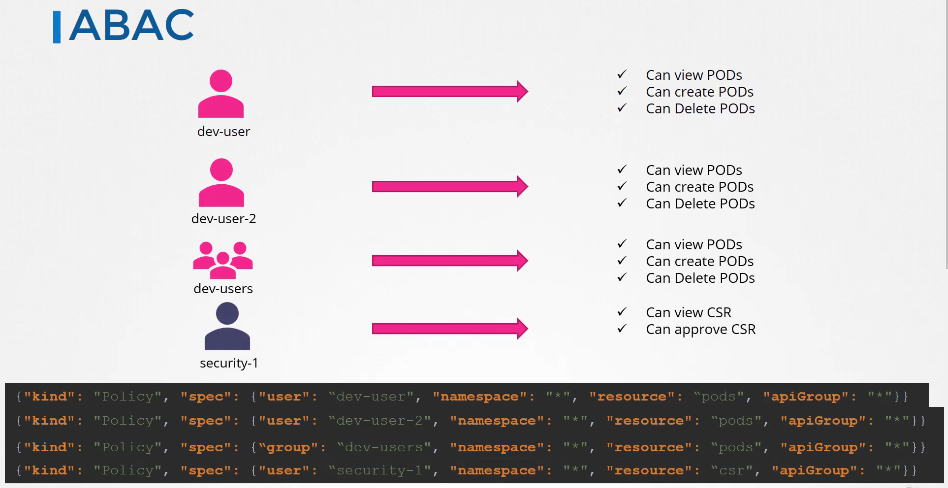 ABAC
dev-user
✓ Can view PODs
✓ Can create PODs
✓ Can Delete PODs
dev-user-2
✓ Can view PODs
✓ Can create PODs
✓ Can Delete PODs
dev-users
✓ Can view PODs
✓ Can create PODs
✓ Can Delete PODs
security-1
✓ Can view CSR
✓ Can approve CSR
{"kind": "Policy", "spec": {"user": “dev-user", "namespace": "*", "resource": “pods", "apiGroup": "*"}}
{"kind": "Policy", "spec": {"user": “dev-user-2", "namespace": "*", "resource": “pods", "apiGroup": "*"}}
{"kind": "Policy", "spec": {“group": “dev-users", "namespace": "*", "resource": “pods", "apiGroup": "*"}}
{"kind": "Policy", "spec": {"user": “security-1", "namespace": "*", "resource": “csr", "apiGroup": "*"}}